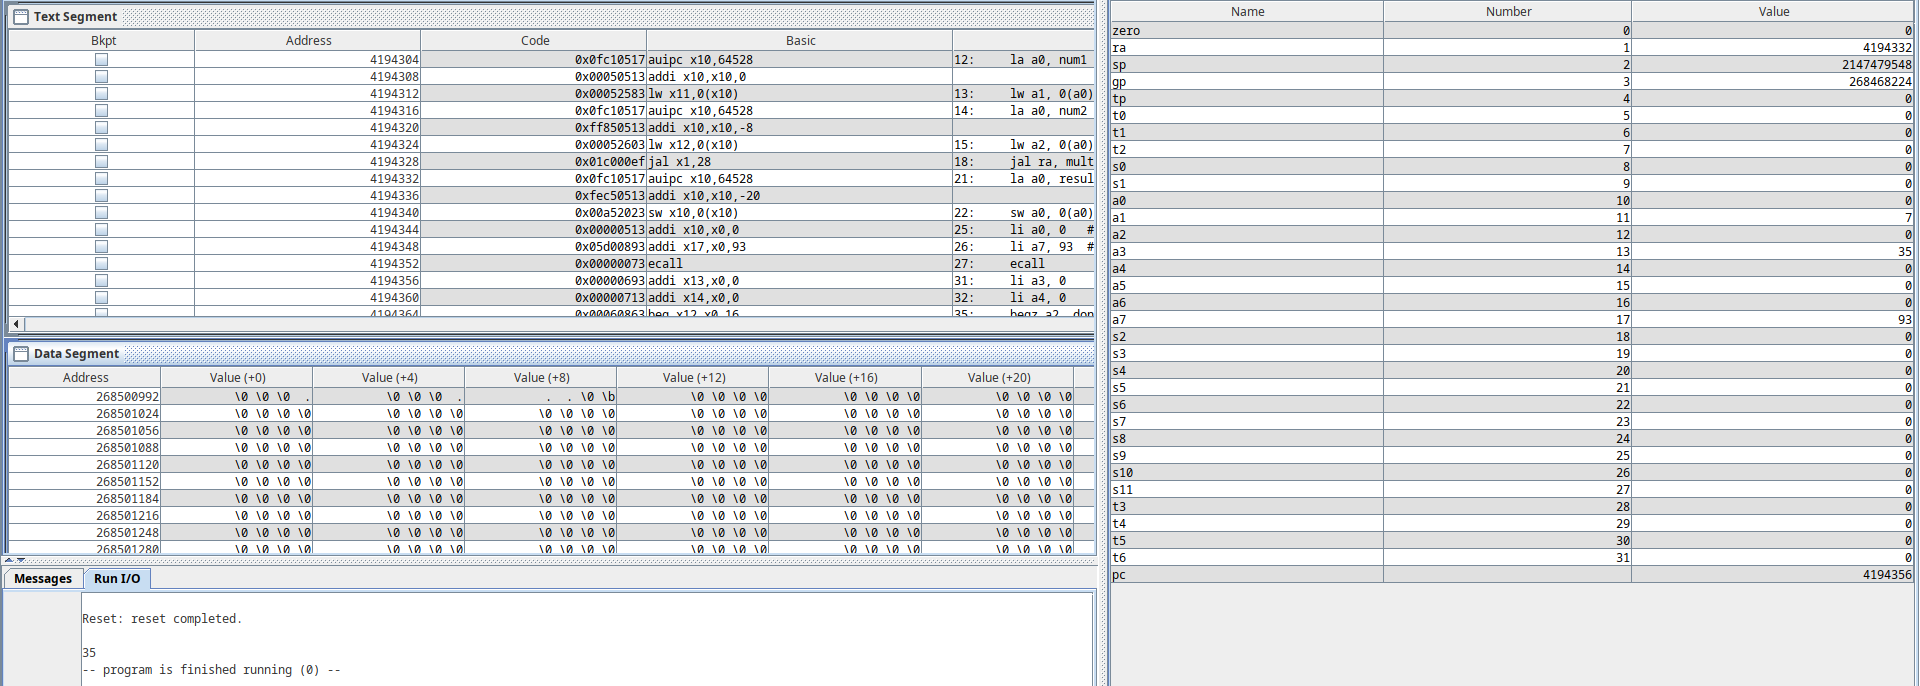 Text Segment
Bkpt Address Code Basic
4194304 0x0fc10517 auipc x10,64528 12: la a0, num1
4194308 0x00050513 addi x10,x10,0
4194312 0x00052583 lw x11,0(x10) 13: lw a1, 0(a0)
4194316 0x0fc10517 auipc x10,64528 14: la a0, num2
4194320 0xff850513 addi x10,x10,-8
4194324 0x00052603 lw x12,0(x10) 15: lw a2, 0(a0)
4194328 0x01c000ef jal x1,28 18: jal ra, mult
4194332 0x0fc10517 auipc x10,64528 21: la a0, resul
4194336 0xfec50513 addi x10,x10,-20
4194340 0x00a52023 sw x10,0(x10) 22: sw a0, 0(a0)
4194344 0x00000513 addi x10,x0,0 25: li a0, 0 #
4194348 0x05d00893 addi x17,x0,93 26: li a7, 93 #
4194352 0x00000073 ecall 27: ecall
4194356 0x00000693 addi x13,x0,0 31: li a3, 0
4194360 0x00000713 addi x14,x0,0 32: li a4, 0
4194364 0x00060863 beq x12,x0,16 35: beqz a2, don
Data Segment
Address Value (+0) Value (+4) Value (+8) Value (+12) Value (+16) Value (+20)
268500992 \0 \0 \0 . \0 \0 \0 . . . \0 \b \0 \0 \0 \0 \0 \0 \0 \0 \0 \0 \0 \0
268501024 \0 \0 \0 \0 \0 \0 \0 \0 \0 \0 \0 \0 \0 \0 \0 \0 \0 \0 \0 \0 \0 \0 \0 \0
268501056 \0 \0 \0 \0 \0 \0 \0 \0 \0 \0 \0 \0 \0 \0 \0 \0 \0 \0 \0 \0 \0 \0 \0 \0
268501088 \0 \0 \0 \0 \0 \0 \0 \0 \0 \0 \0 \0 \0 \0 \0 \0 \0 \0 \0 \0 \0 \0 \0 \0
268501120 \0 \0 \0 \0 \0 \0 \0 \0 \0 \0 \0 \0 \0 \0 \0 \0 \0 \0 \0 \0 \0 \0 \0 \0
268501152 \0 \0 \0 \0 \0 \0 \0 \0 \0 \0 \0 \0 \0 \0 \0 \0 \0 \0 \0 \0 \0 \0 \0 \0
268501184 \0 \0 \0 \0 \0 \0 \0 \0 \0 \0 \0 \0 \0 \0 \0 \0 \0 \0 \0 \0 \0 \0 \0 \0
268501216 \0 \0 \0 \0 \0 \0 \0 \0 \0 \0 \0 \0 \0 \0 \0 \0 \0 \0 \0 \0 \0 \0 \0 \0
268501248 \0 \0 \0 \0 \0 \0 \0 \0 \0 \0 \0 \0 \0 \0 \0 \0 \0 \0 \0 \0 \0 \0 \0 \0
268501280 \0 \0 \0 \0 \0 \0 \0 \0 \0 \0 \0 \0 \0 \0 \0 \0 \0 \0 \0 \0 \0 \0 \0 \0
Messages Run I/O
Reset: reset completed.
35
-- program is finished running (0) --
Name Number Value
zero 0 0
ra 1 4194332
sp 2 2147479548
gp 3 268468224
tp 4 0
t0 5 0
t1 6 0
t2 7 0
s0 8 0
s1 9 0
a0 10 0
a1 11 7
a2 12 0
a3 13 35
a4 14 0
a5 15 0
a6 16 0
a7 17 93
s2 18 0
s3 19 0
s4 20 0
s5 21 0
s6 22 0
s7 23 0
s8 24 0
s9 25 0
s10 26 0
s11 27 0
t3 28 0
t4 29 0
t5 30 0
t6 31 0
pc 4194356